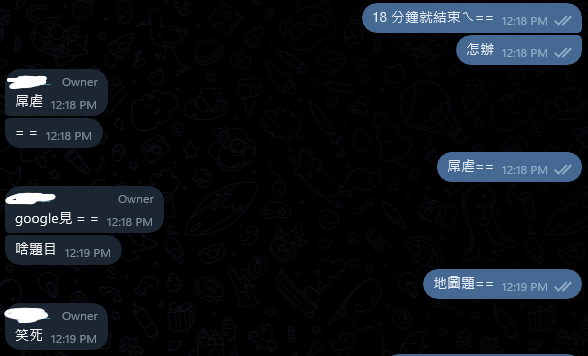 18 分鐘就結束ㄟ== 12:18 PM
怎辦 12:18 PM
Owner
屌虐 12:18 PM
= = 12:18 PM
屌虐== 12:18 PM
Owner
google見 = = 12:18 PM
啥題目 12:19 PM
地圖題== 12:19 PM
Owner
笑死 12:19 PM